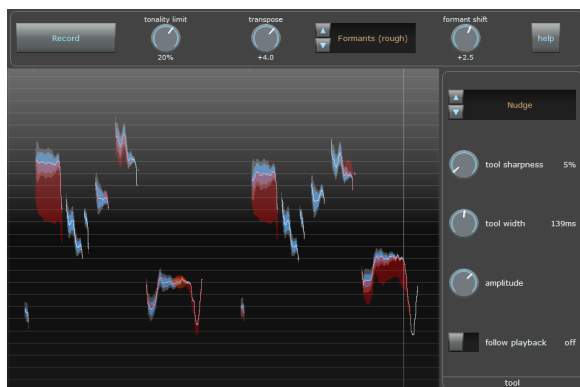 Record
tonality limit
20%
transpose
+4.0
Formants (rough)
formant shift
+2.5
help
Nudge
tool sharpness 5%
tool width 139ms
amplitude
follow playback off
tool